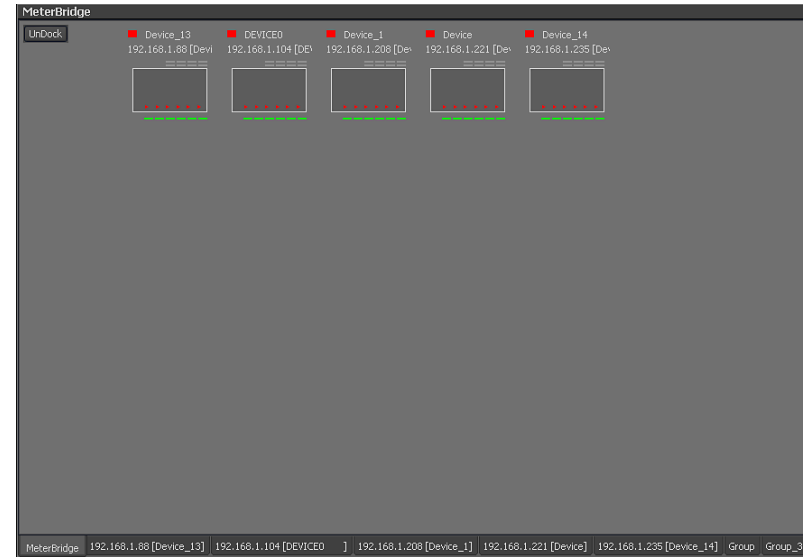 MeterBridge
UnDock
Device_13 DEVICE0 Device_1 Device Device_14
192.168.1.88 [Devi 192.168.1.104 [DEV 192.168.1.208 [De 192.168.1.221 [De 192.168.1.235 [De
MeterBridge 192.168.1.88 [Device_13] 192.168.1.104 [DEVICE0 ] 192.168.1.208 [Device_1] 192.168.1.221 [Device] 192.168.1.235 [Device_14] Group Group_3